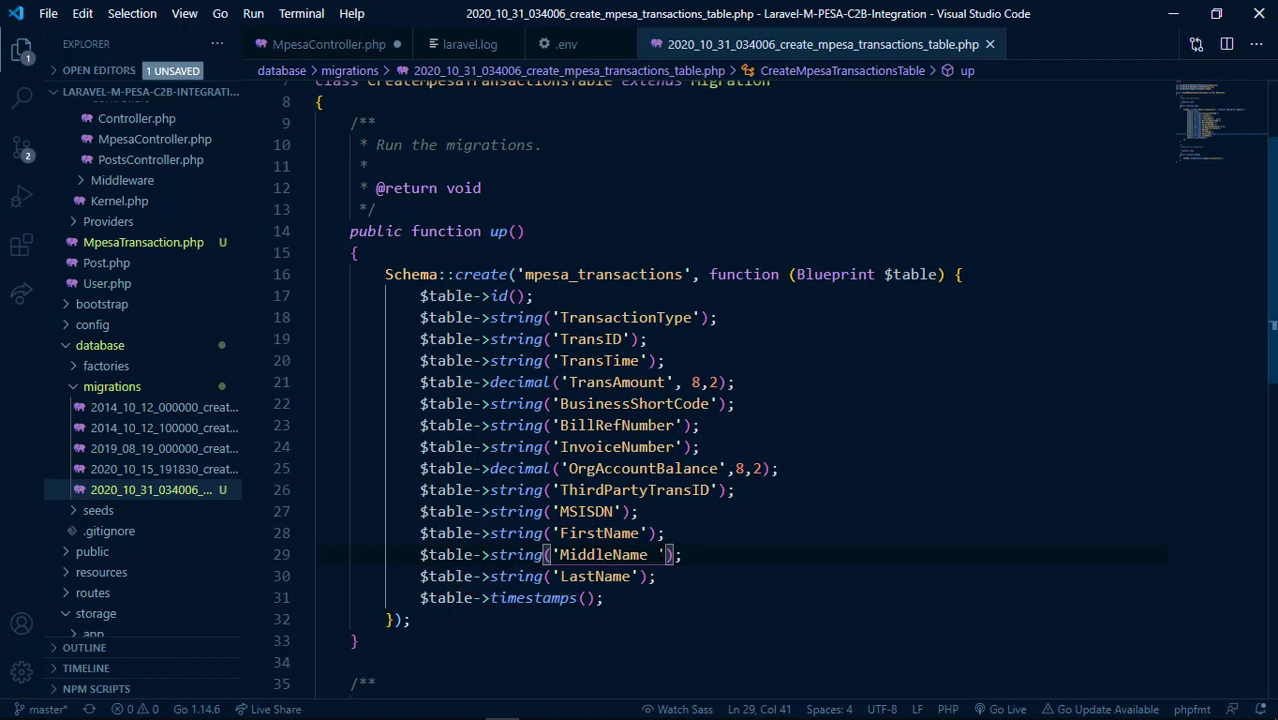 File Edit Selection View Go Run Terminal Help 2020_10_31_034006_create_mpesa_transactions_table.php - Laravel-M-PESA-C2B-Integration - Visual Studio Code
EXPLORER ···
MpesaController.php ●
laravel.log
.env
2020_10_31_034006_create_mpesa_transactions_table.php ×
1
OPEN EDITORS 1 UNSAVED
database > migrations > 2020_10_31_034006_create_mpesa_transactions_table.php > CreateMpesaTransactionsTable > up
LARAVEL-M-PESA-C2B-INTEGRATI...
Controller.php
MpesaController.php
2
PostsController.php
Middleware
Kernel.php
Providers
MpesaTransaction.php U
Post.php
User.php
bootstrap
config
database
factories
migrations
2014_10_12_000000_creat...
2014_10_12_100000_creat...
2019_08_19_000000_creat...
2020_10_15_191830_creat...
2020_10_31_034006_... U
seeds
.gitignore
public
resources
routes
storage
app
OUTLINE
TIMELINE
NPM SCRIPTS
class CreateMpesaTransactionsTable extends Migration
8 {
9 /**
10 * Run the migrations.
11 *
12 * @return void
13 */
14 public function up()
15 {
16 Schema::create('mpesa_transactions', function (Blueprint $table) {
17 $table->id();
18 $table->string('TransactionType');
19 $table->string('TransID');
20 $table->string('TransTime');
21 $table->decimal('TransAmount', 8,2);
22 $table->string('BusinessShortCode');
23 $table->string('BillRefNumber');
24 $table->string('InvoiceNumber');
25 $table->decimal('OrgAccountBalance',8,2);
26 $table->string('ThirdPartyTransID');
27 $table->string('MSISDN');
28 $table->string('FirstName');
29 $table->string('MiddleName ');
30 $table->string('LastName');
31 $table->timestamps();
32 });
33 }
34
35 /**
master* 0 0 Go 1.14.6 Live Share Watch Sass Ln 29, Col 41 Spaces: 4 UTF-8 LF PHP Go Live Go Update Available phpfmt